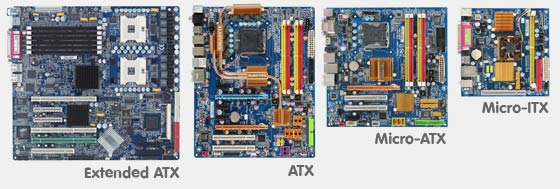 Extended ATX
ATX
Micro-ATX
Micro-ITX